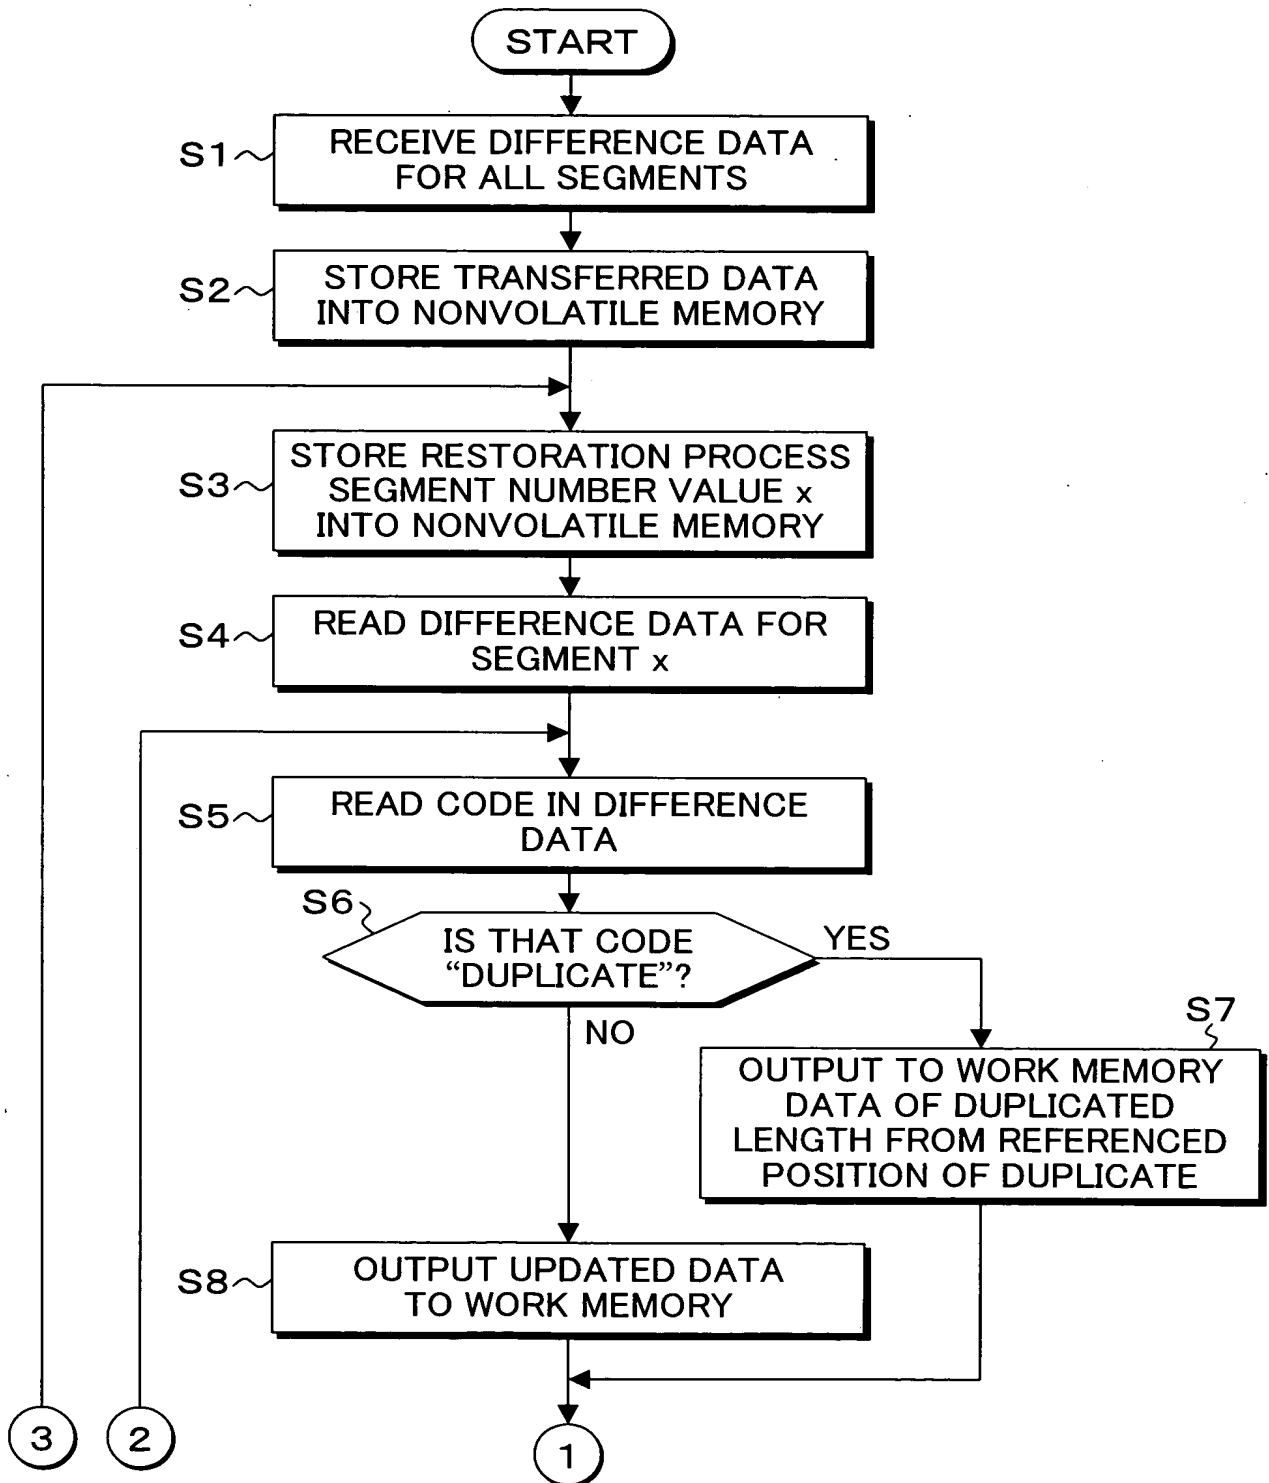 START
S1
RECEIVE DIFFERENCE DATA
FOR ALL SEGMENTS
S2
STORE TRANSFERRED DATA
INTO NONVOLATILE MEMORY
S3
STORE RESTORATION PROCESS
SEGMENT NUMBER VALUE x
INTO NONVOLATILE MEMORY
S4
READ DIFFERENCE DATA FOR
SEGMENT x
S5
READ CODE IN DIFFERENCE
DATA
S6
IS THAT CODE
“DUPLICATE”?
YES
NO
S7
OUTPUT TO WORK MEMORY
DATA OF DUPLICATED
LENGTH FROM REFERENCED
POSITION OF DUPLICATE
S8
OUTPUT UPDATED DATA
TO WORK MEMORY
3
2
1